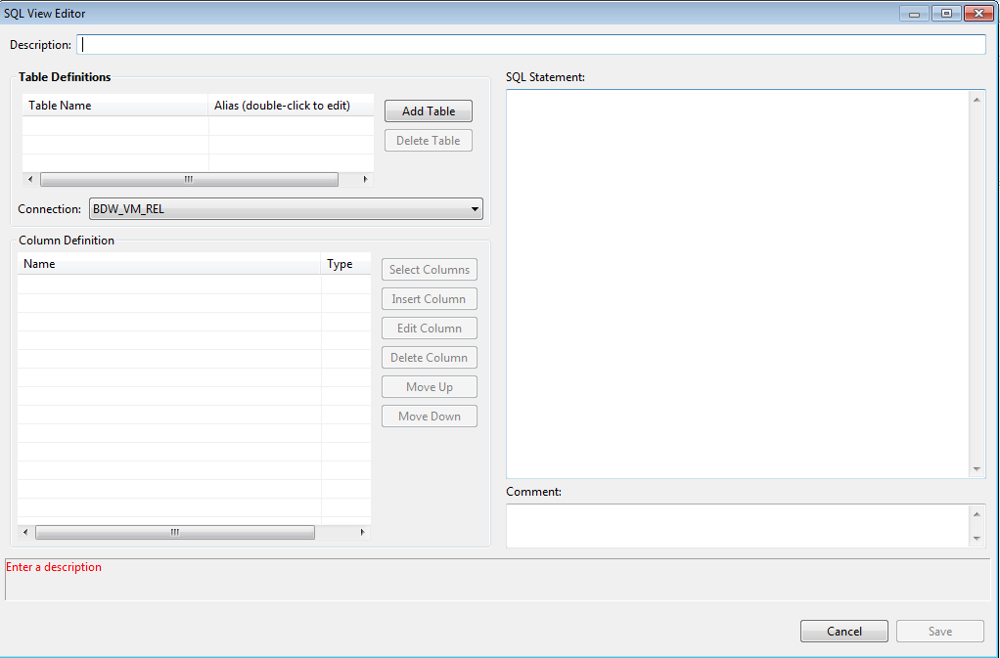 SQL View Editor
Description:
Table Definitions
Table Name Alias (double-click to edit)
Add Table
Delete Table
Connection: BDW_VM_REL
Column Definition
Name Type
Select Columns
Insert Column
Edit Column
Delete Column
Move Up
Move Down
SQL Statement:
Comment:
Enter a description
Cancel Save